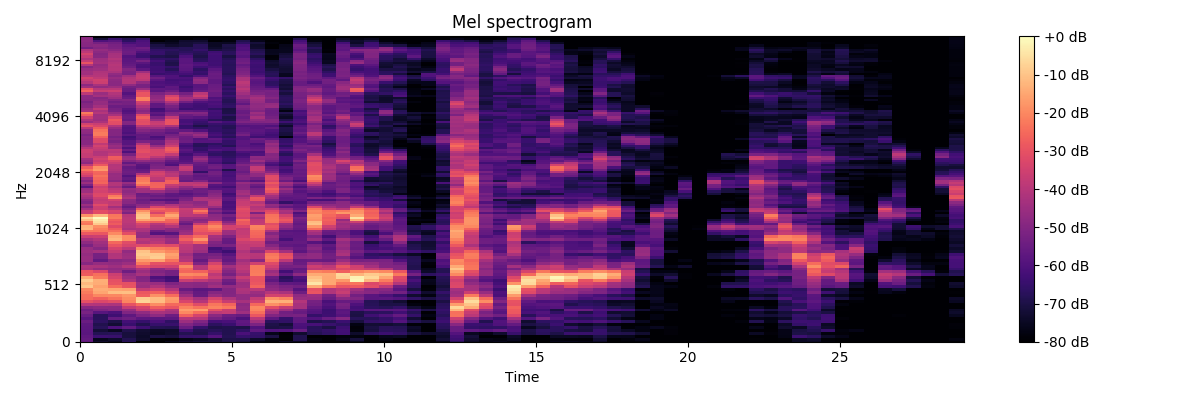 Mel spectrogram
8192
4096
2048
1024
512
0
Hz
0 5 10 15 20 25
Time
+0 dB
-10 dB
-20 dB
-30 dB
-40 dB
-50 dB
-60 dB
-70 dB
-80 dB